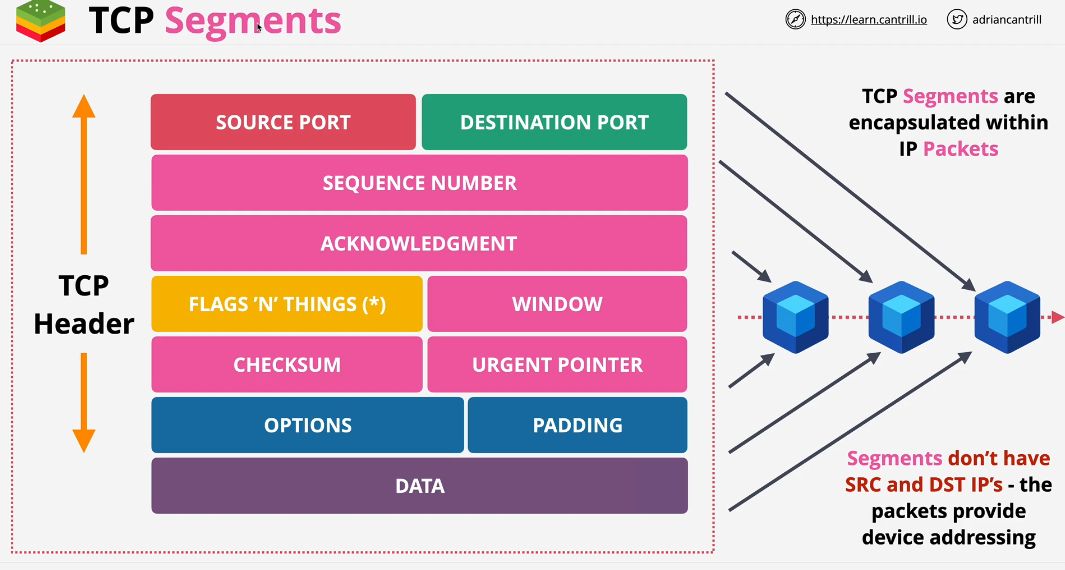 TCP Segments
https://learn.cantrill.io
adriancantrill
SOURCE PORT
DESTINATION PORT
SEQUENCE NUMBER
ACKNOWLEDGMENT
FLAGS ’N’ THINGS (*)
WINDOW
CHECKSUM
URGENT POINTER
OPTIONS
PADDING
DATA
TCP
Header
TCP Segments are
encapsulated within
IP Packets
Segments don’t have
SRC and DST IP’s - the
packets provide
device addressing